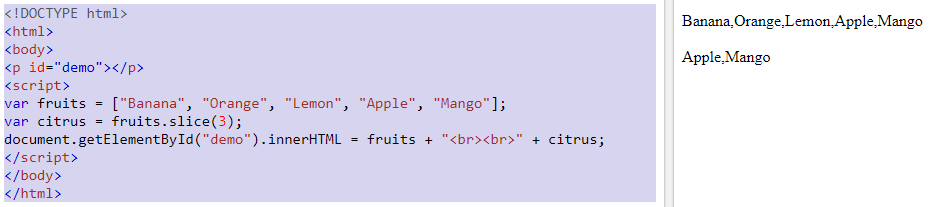 <!DOCTYPE html>
<html>
<body>
<p id="demo"></p>
<script>
var fruits = ["Banana", "Orange", "Lemon", "Apple", "Mango"];
var citrus = fruits.slice(3);
document.getElementById("demo").innerHTML = fruits + "<br><br>" + citrus;
</script>
</body>
</html>
Banana,Orange,Lemon,Apple,Mango
Apple,Mango